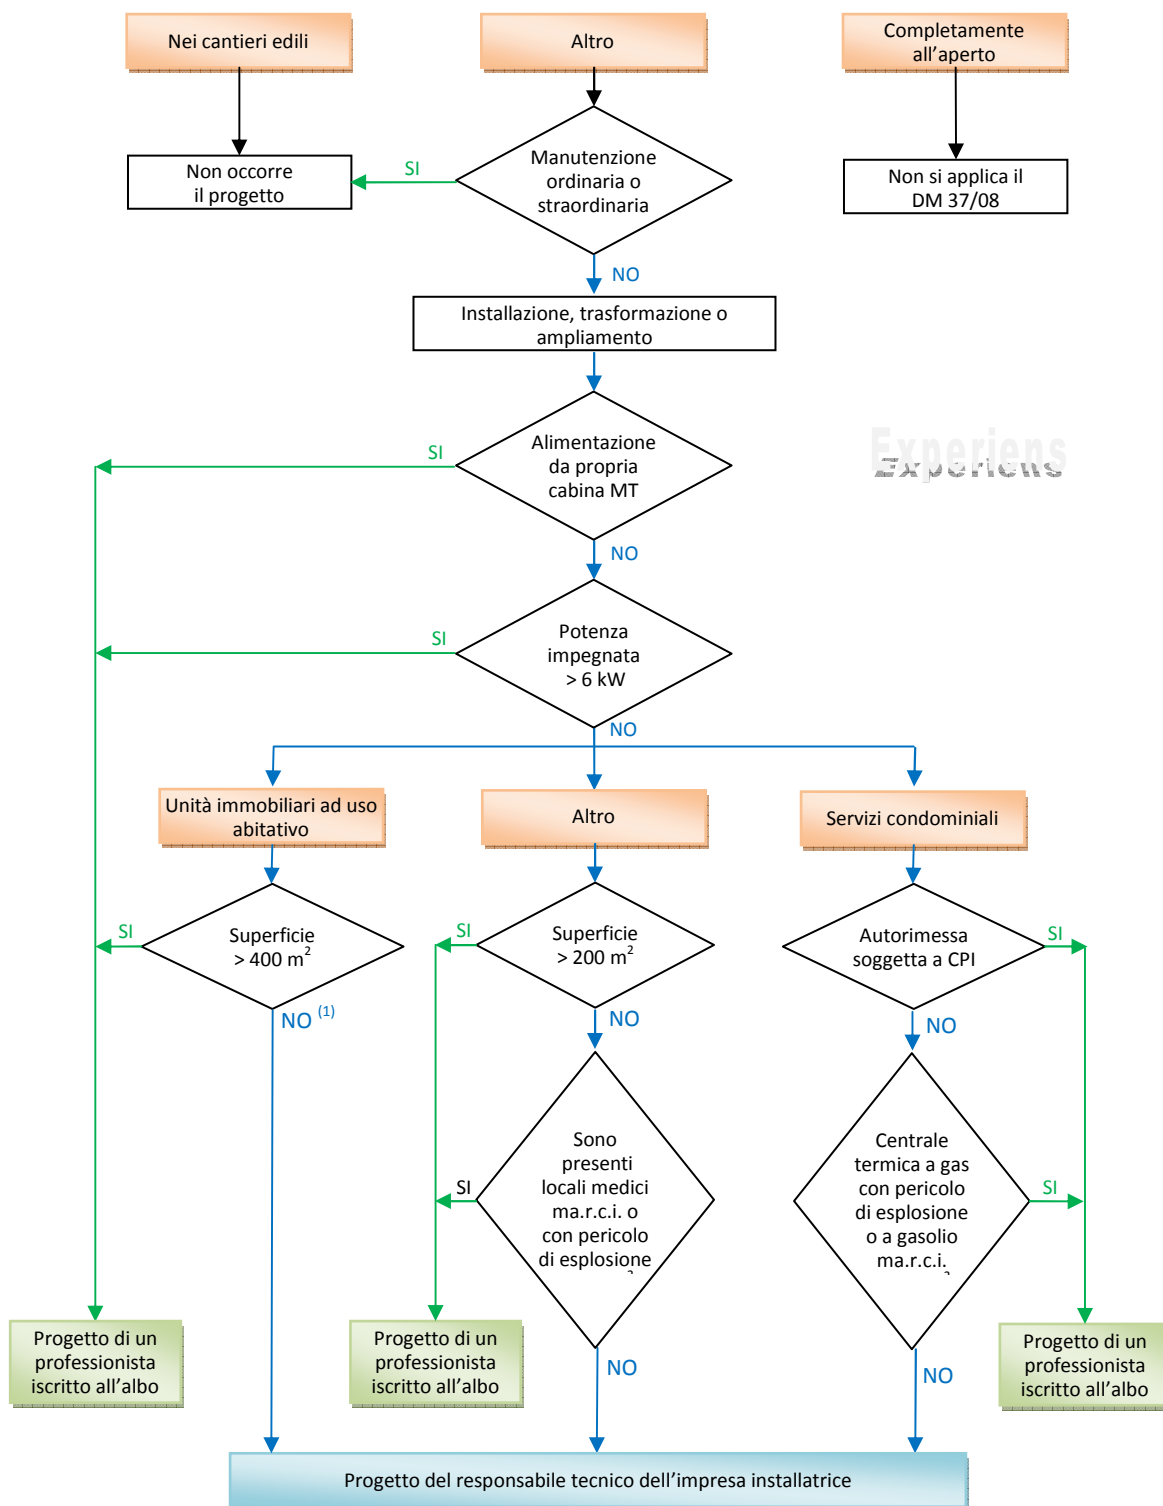 Nei cantieri edili
Altro
Completamente
all'aperto
Manutenzione
ordinaria o
straordinaria
SI
Non occorre
il progetto
Non si applica il
DM 37/08
NO
Installazione, trasformazione o
ampliamento
Alimentazione
da propria
cabina MT
SI
Experiens
Experiens
NO
Potenza
impegnata
> 6 kW
SI
NO
Unità immobiliari ad uso
abitativo
Altro
Servizi condominiali
Superficie
> 400 m²
SI
NO (1)
Superficie
> 200 m²
SI
NO
Autorimessa
soggetta a CPI
SI
NO
Sono
presenti
locali medici
ma.r.c.i. o
con pericolo
di esplosione
SI
NO
Centrale
termica a gas
con pericolo
di esplosione
o a gasolio
ma.r.c.i.
SI
NO
Progetto di un
professionista
iscritto all'albo
Progetto di un
professionista
iscritto all'albo
Progetto di un
professionista
iscritto all'albo
Progetto del responsabile tecnico dell'impresa installatrice